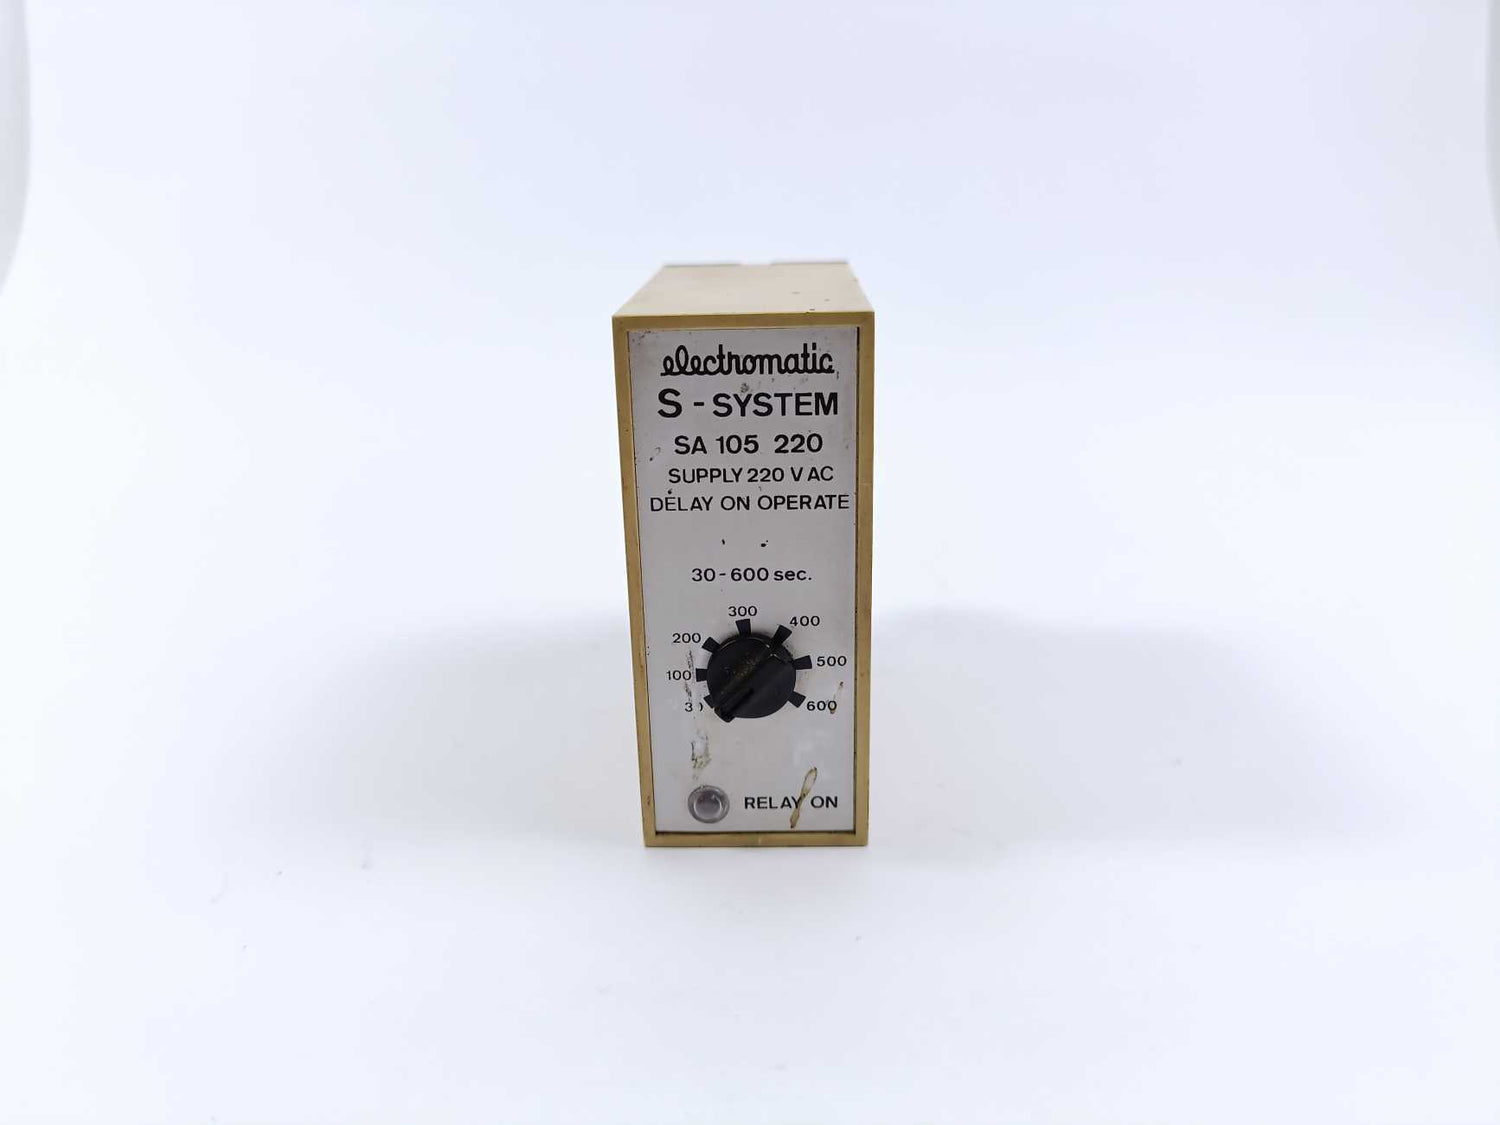 electromatic
S - SYSTEM
SA 105 220
SUPPLY 220 V AC
DELAY ON OPERATE
30 - 600 sec.
300
400
200
500
100
600
RELAY ON